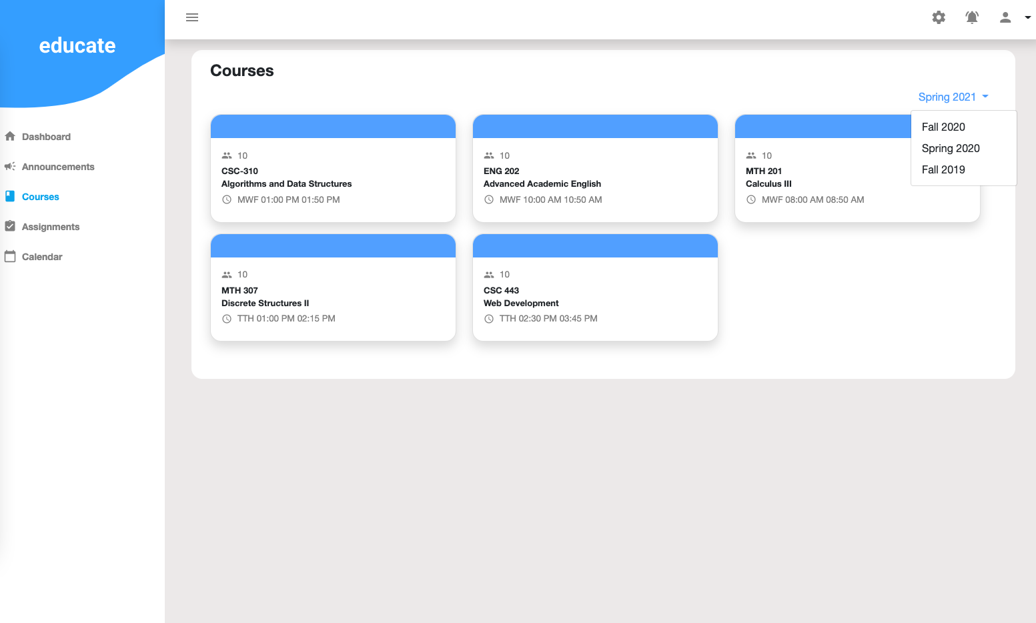 educate
Dashboard
Announcements
Courses
Assignments
Calendar
Courses
Spring 2021
Fall 2020
Spring 2020
Fall 2019
10
CSC-310
Algorithms and Data Structures
MWF 01:00 PM 01:50 PM
10
ENG 202
Advanced Academic English
MWF 10:00 AM 10:50 AM
10
MTH 201
Calculus III
MWF 08:00 AM 08:50 AM
10
MTH 307
Discrete Structures II
TTH 01:00 PM 02:15 PM
10
CSC 443
Web Development
TTH 02:30 PM 03:45 PM